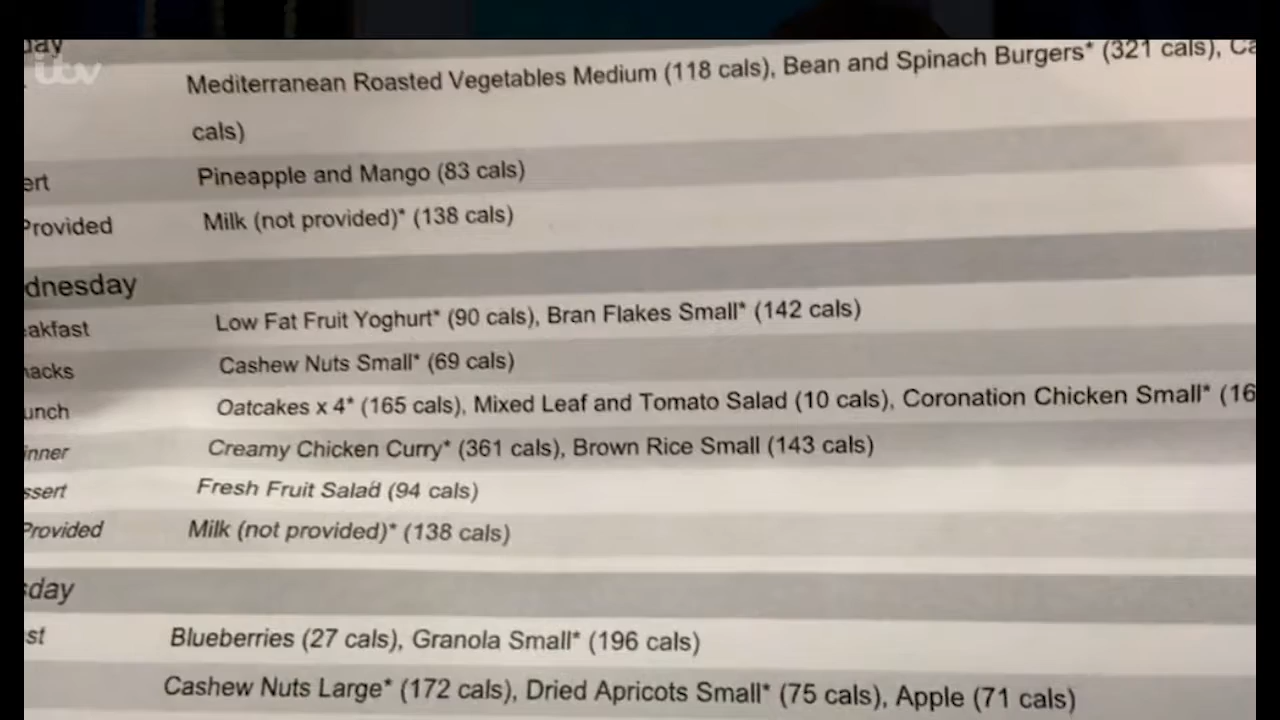 day
itv
Mediterranean Roasted Vegetables Medium (118 cals), Bean and Spinach Burgers* (321 cals), Ca
cals)
ert Pineapple and Mango (83 cals)
Provided Milk (not provided)* (138 cals)
dnesday
akfast Low Fat Fruit Yoghurt* (90 cals), Bran Flakes Small* (142 cals)
nacks Cashew Nuts Small* (69 cals)
unch Oatcakes x 4* (165 cals), Mixed Leaf and Tomato Salad (10 cals), Coronation Chicken Small* (16
inner Creamy Chicken Curry* (361 cals), Brown Rice Small (143 cals)
ssert Fresh Fruit Salad (94 cals)
Provided Milk (not provided)* (138 cals)
sday
st Blueberries (27 cals), Granola Small* (196 cals)
Cashew Nuts Large* (172 cals), Dried Apricots Small* (75 cals), Apple (71 cals)